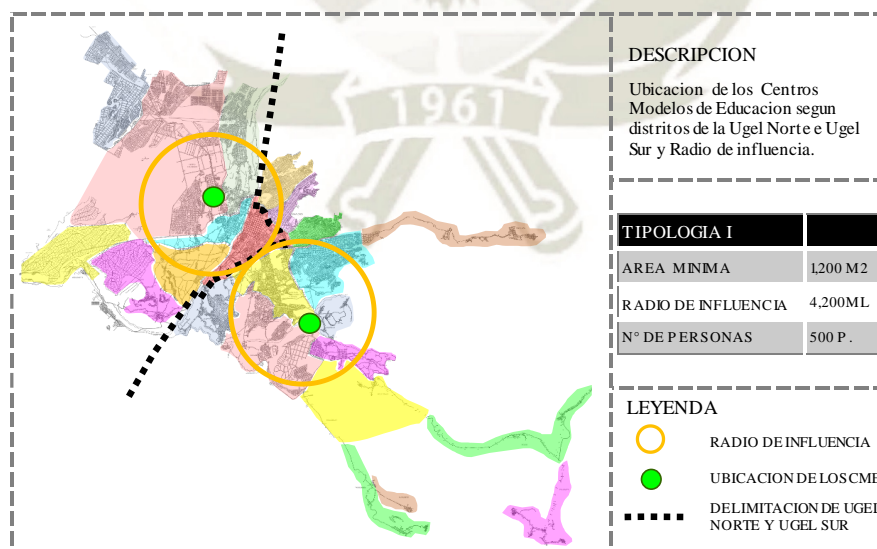 1961
DESCRIPCION
Ubicacion de los Centros
Modelos de Educacion segun
distritos de la Ugel Norte e Ugel
Sur y Radio de influencia.
TIPOLOGIA I
AREA MINIMA 1,200 M2
RADIO DE INFLUENCIA 4,200ML
N° DE PERSONAS 500 P.
LEYENDA
RADIO DE INFLUENCIA
UBICACION DE LOS CME
DELIMITACION DE UGEL
NORTE Y UGEL SUR